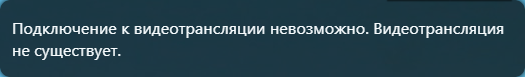 Подключение к видеотрансляции невозможно. Видеотрансляция
не существует.